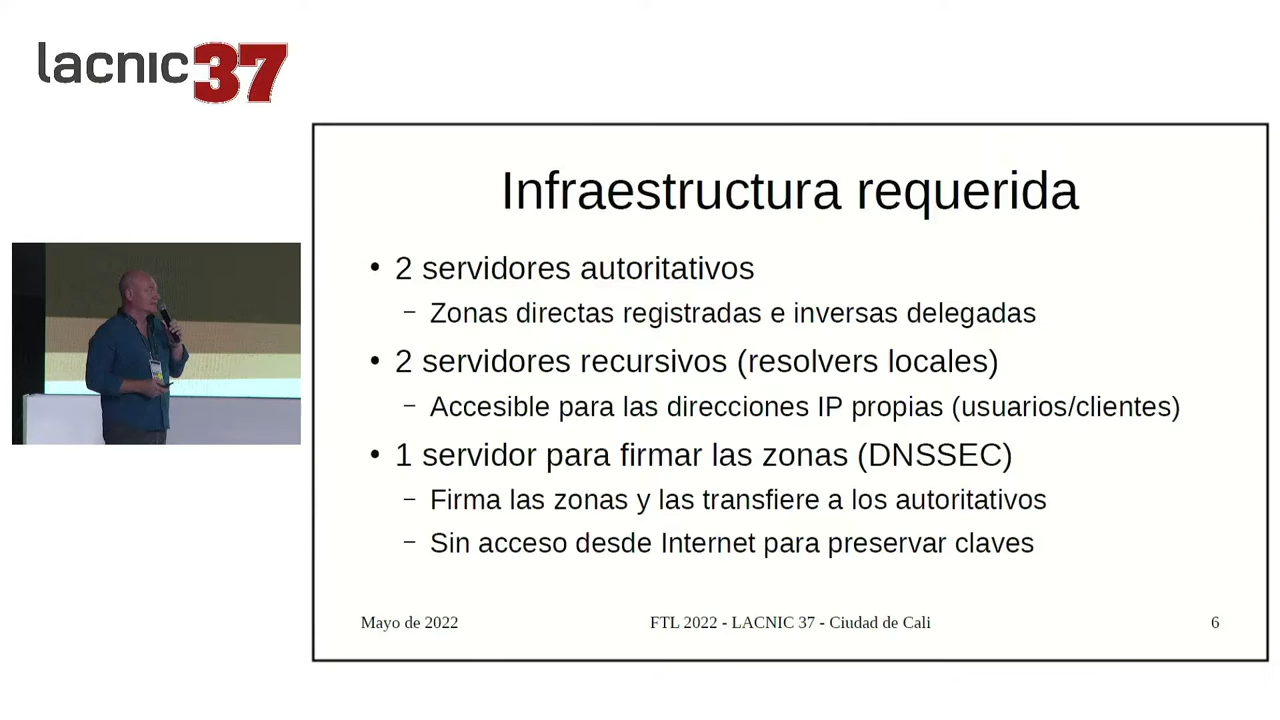 lacnic 37
Infraestructura requerida
• 2 servidores autoritativos
– Zonas directas registradas e inversas delegadas
• 2 servidores recursivos (resolvers locales)
– Accesible para las direcciones IP propias (usuarios/clientes)
• 1 servidor para firmar las zonas (DNSSEC)
– Firma las zonas y las transfiere a los autoritativos
– Sin acceso desde Internet para preservar claves
Mayo de 2022 FTL 2022 - LACNIC 37 - Ciudad de Cali 6